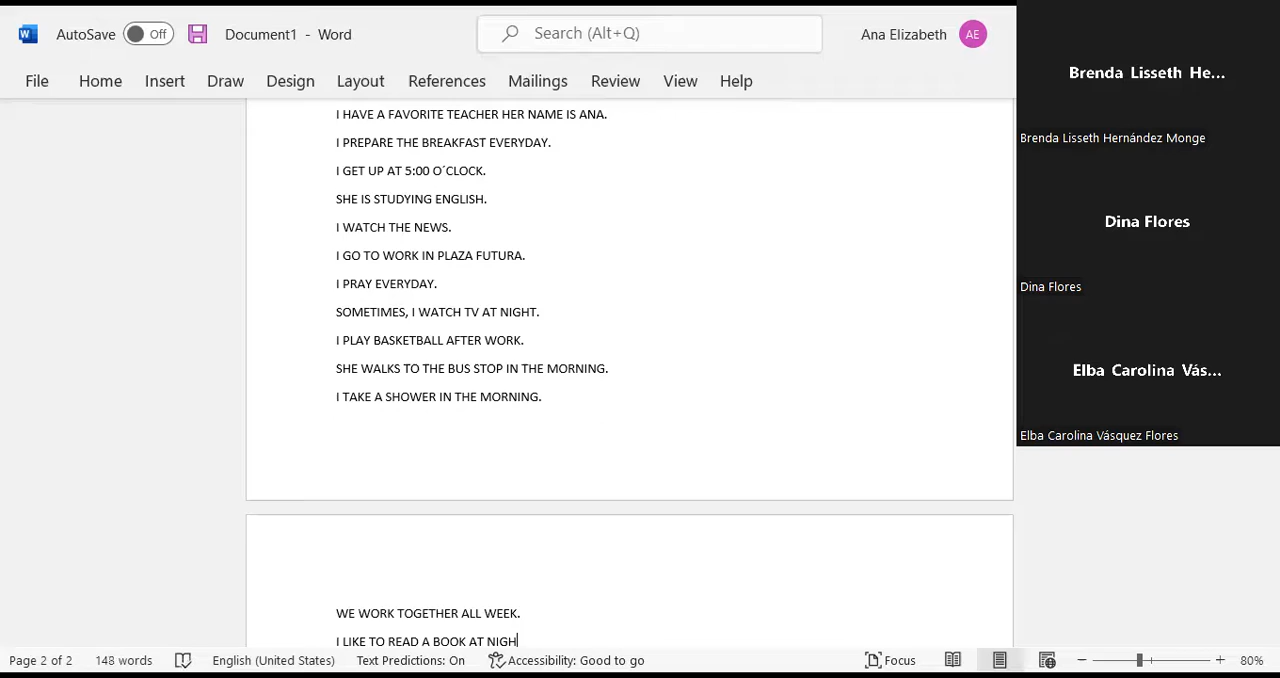 W AutoSave Off Document1 - Word Search (Alt+Q) Ana Elizabeth AE
File Home Insert Draw Design Layout References Mailings Review View Help
I HAVE A FAVORITE TEACHER HER NAME IS ANA.
I PREPARE THE BREAKFAST EVERYDAY.
I GET UP AT 5:00 O´CLOCK.
SHE IS STUDYING ENGLISH.
I WATCH THE NEWS.
I GO TO WORK IN PLAZA FUTURA.
I PRAY EVERYDAY.
SOMETIMES, I WATCH TV AT NIGHT.
I PLAY BASKETBALL AFTER WORK.
SHE WALKS TO THE BUS STOP IN THE MORNING.
I TAKE A SHOWER IN THE MORNING.
WE WORK TOGETHER ALL WEEK.
I LIKE TO READ A BOOK AT NIGH
Brenda Lisseth He...
Brenda Lisseth Hernández Monge
Dina Flores
Dina Flores
Elba Carolina Vás...
Elba Carolina Vásquez Flores
Page 2 of 2 148 words English (United States) Text Predictions: On Accessibility: Good to go Focus 80%